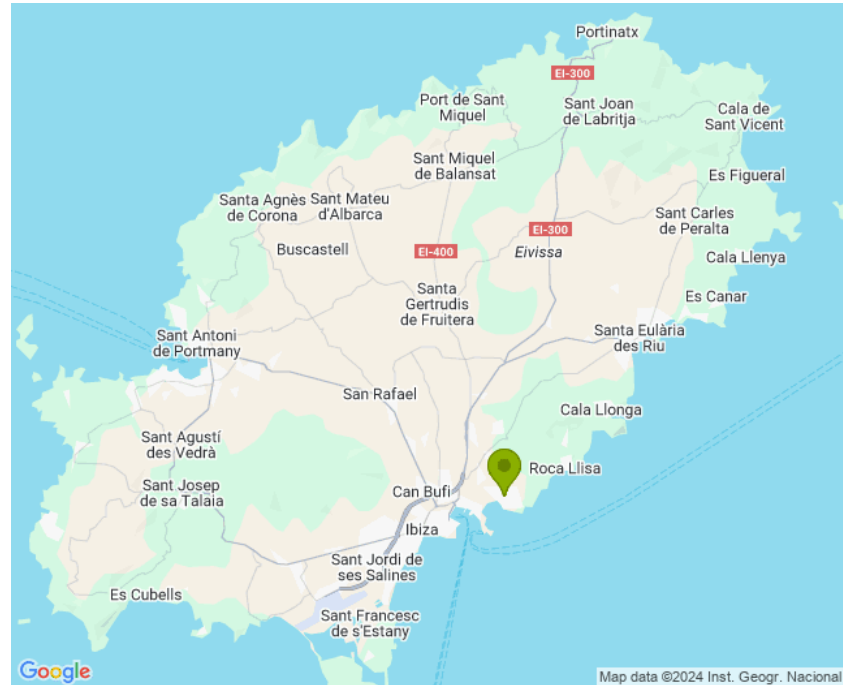 Portinatx
EI-300
Port de Sant
Miquel
Sant Joan
de Labritja
Cala de
Sant Vicent
Sant Miquel
de Balansat
Es Figueral
Santa Agnès
de Corona
Sant Mateu
d'Albarca
Sant Carles
de Peralta
EI-300
Buscastell
EI-400
Eivissa
Cala Llenya
Santa
Gertrudis
de Fruitera
Es Canar
Sant Antoni
de Portmany
Santa Eulària
des Riu
San Rafael
Cala Llonga
Sant Agustí
des Vedrà
Roca Llisa
Sant Josep
de sa Talaia
Can Bufí
Ibiza
Sant Jordi de
ses Salines
Es Cubells
Sant Francesc
de s'Estany
Google
Map data ©2024 Inst. Geogr. Nacional